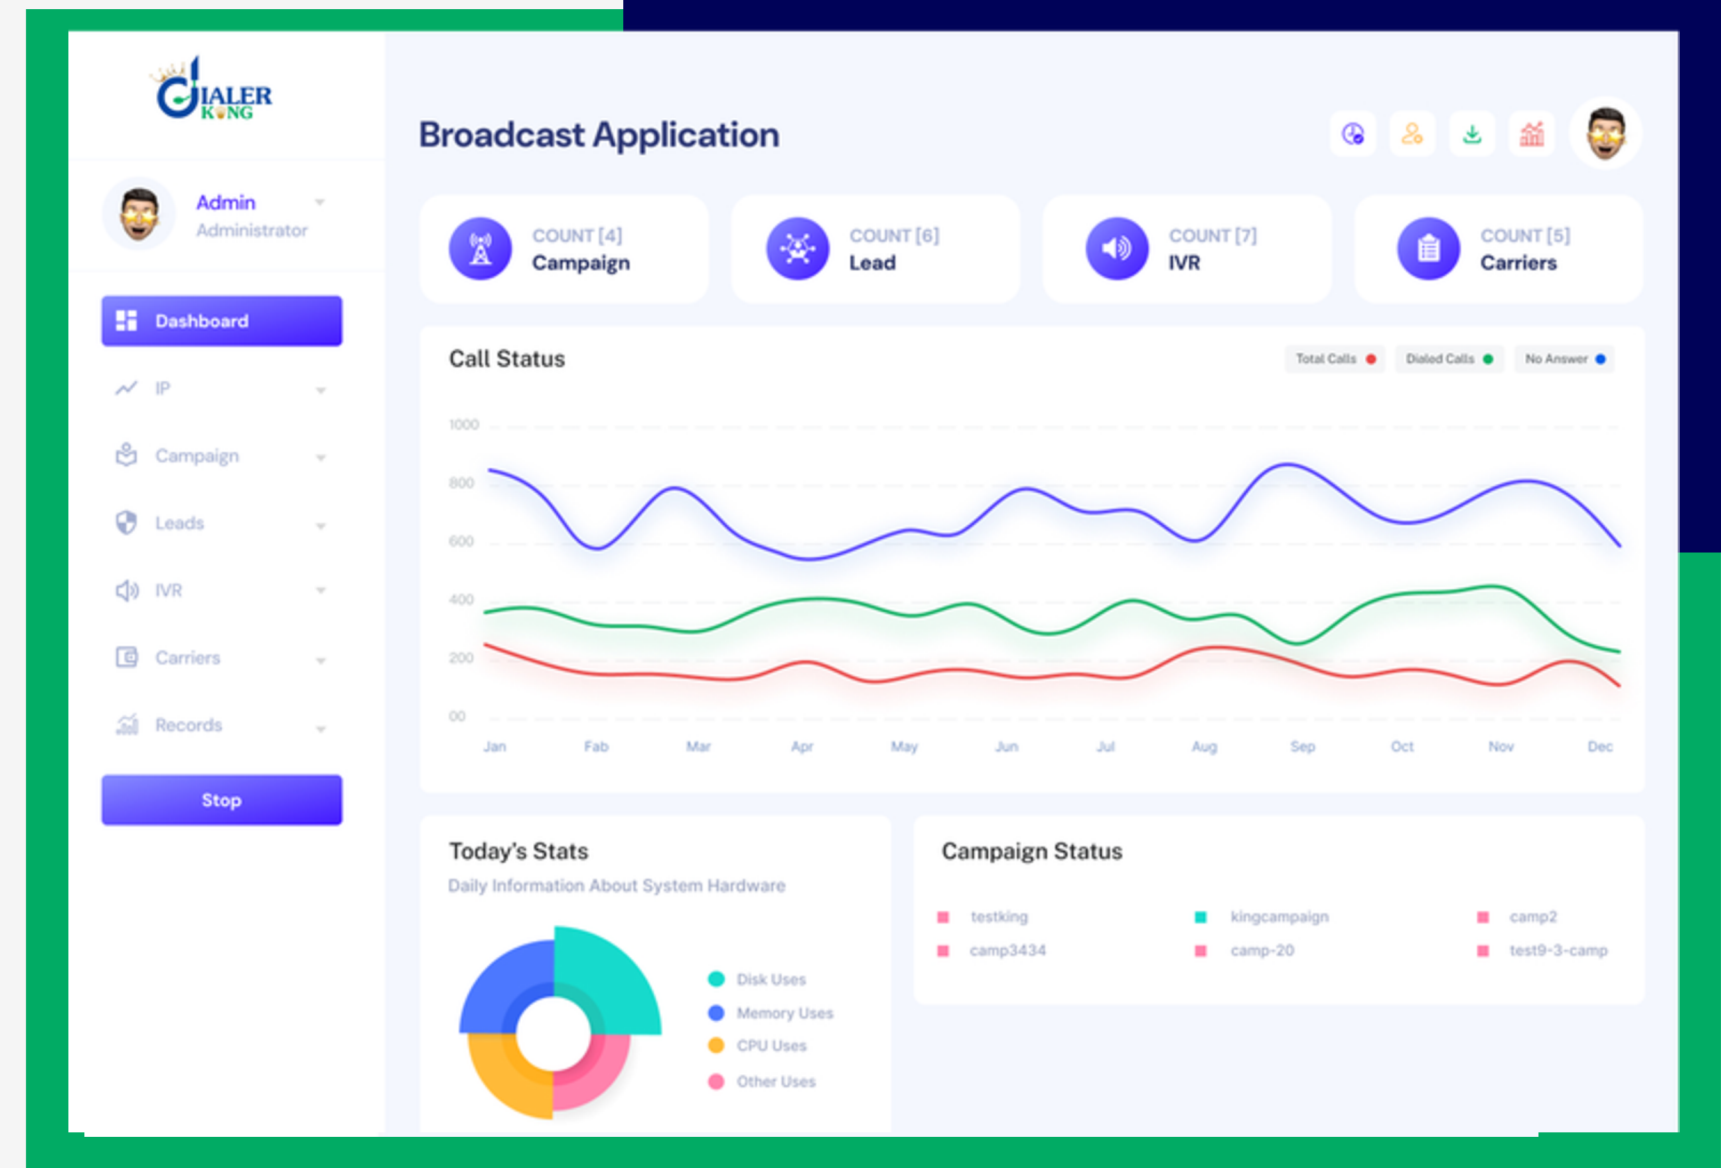 DIALER
KING
Admin
Administrator
Dashboard
IP
Campaign
Leads
IVR
Carriers
Records
Stop
Broadcast Application
COUNT [4]
Campaign
COUNT [6]
Lead
COUNT [7]
IVR
COUNT [5]
Carriers
Call Status
Total Calls
Dialed Calls
No Answer
1000
800
600
400
200
00
Jan Fab Mar Apr May Jun Jul Aug Sep Oct Nov Dec
Today's Stats
Daily Information About System Hardware
Disk Uses
Memory Uses
CPU Uses
Other Uses
Campaign Status
testking kingcampaign camp2
camp3434 camp-20 test9-3-camp